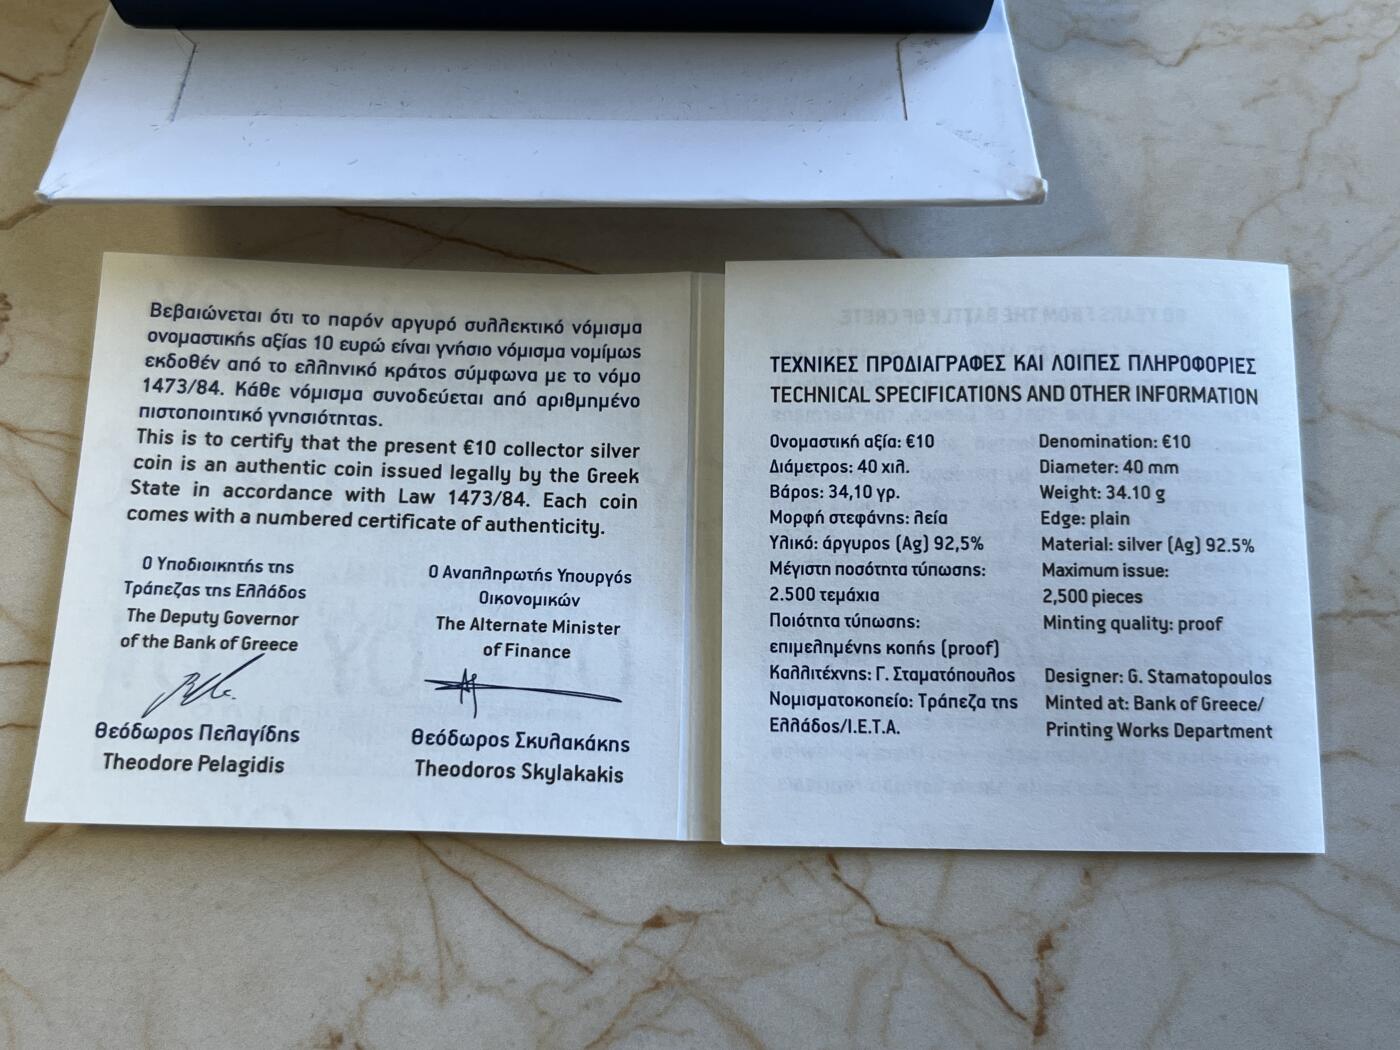 Βεβαιώνεται ότι το παρόν αργυρό συλλεκτικό νόμισμα
ονομαστικής αξίας 10 ευρώ είναι γνήσιο νόμισμα νομίμως
εκδοθέν από το ελληνικό κράτος σύμφωνα με το νόμο
1473/84. Κάθε νόμισμα συνοδεύεται από αριθμημένο
πιστοποιητικό γνησιότητας.
This is to certify that the present €10 collector silver
coin is an authentic coin issued legally by the Greek
State in accordance with Law 1473/84. Each coin
comes with a numbered certificate of authenticity.
Ο Υποδιοικητής της
Τράπεζας της Ελλάδος
The Deputy Governor
of the Bank of Greece
Θεόδωρος Πελαγίδης
Theodore Pelagidis
Ο Αναπληρωτής Υπουργός
Οικονομικών
The Alternate Minister
of Finance
Θεόδωρος Σκυλακάκης
Theodoros Skylakakis
80 YEARS FROM THE BATTLE OF CRETE
ΤΕΧΝΙΚΕΣ ΠΡΟΔΙΑΓΡΑΦΕΣ ΚΑΙ ΛΟΙΠΕΣ ΠΛΗΡΟΦΟΡΙΕΣ
TECHNICAL SPECIFICATIONS AND OTHER INFORMATION
Ονομαστική αξία: €10
Διάμετρος: 40 χιλ.
Βάρος: 34,10 γρ.
Μορφή στεφάνης: λεία
Υλικό: άργυρος (Ag) 92,5%
Μέγιστη ποσότητα τύπωσης:
2.500 τεμάχια
Ποιότητα τύπωσης:
επιμελημένης κοπής (proof)
Καλλιτέχνης: Γ. Σταματόπουλος
Νομισματοκοπείο: Τράπεζα της
Ελλάδος/Ι.Ε.Τ.Α.
Denomination: €10
Diameter: 40 mm
Weight: 34.10 g
Edge: plain
Material: silver (Ag) 92.5%
Maximum issue:
2,500 pieces
Minting quality: proof
Designer: G. Stamatopoulos
Minted at: Bank of Greece/
Printing Works Department